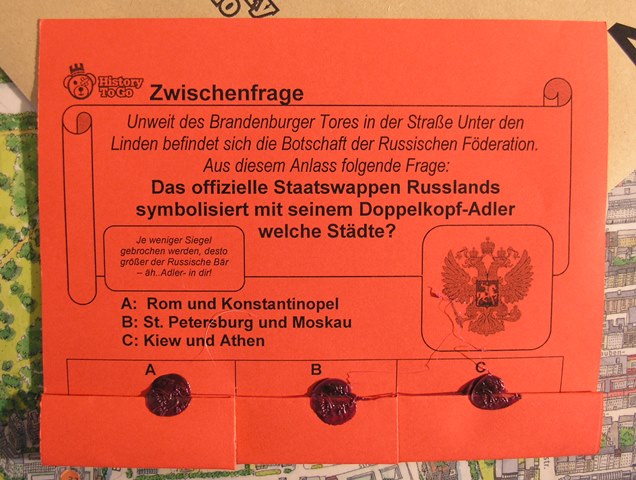 History
To Go
Zwischenfrage
Unweit des Brandenburger Tores in der Straße Unter den
Linden befindet sich die Botschaft der Russischen Föderation.
Aus diesem Anlass folgende Frage:
Das offizielle Staatswappen Russlands
symbolisiert mit seinem Doppelkopf-Adler
welche Städte?
Je weniger Siegel
gebrochen werden, desto
größer der Russische Bär
– äh..Adler- in dir!
A: Rom und Konstantinopel
B: St. Petersburg und Moskau
C: Kiew und Athen
A B C